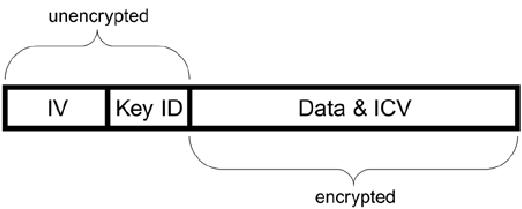 unencrypted
IV Key ID Data & ICV
encrypted